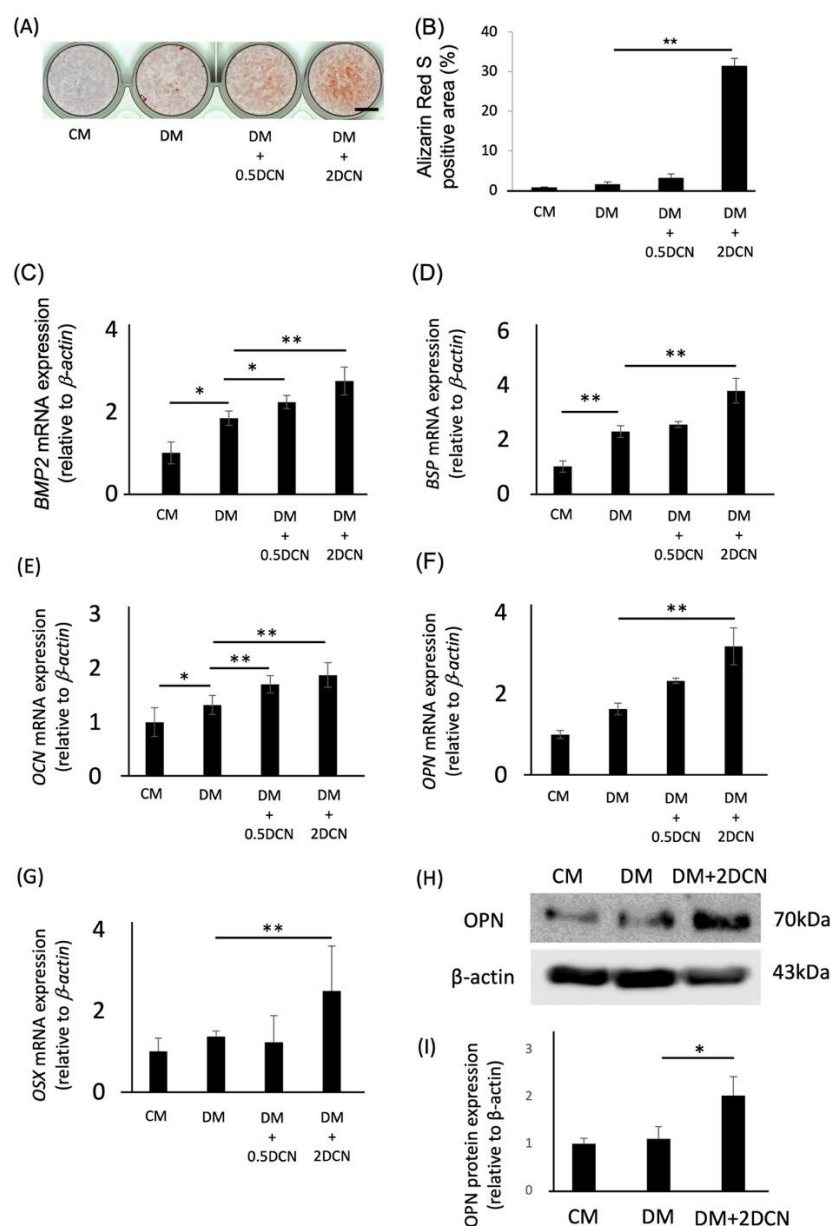 (A)
CM
DM
DM
+
0.5DCN
DM
+
2DCN
(B)
Alizarin Red S
positive area (%)
40
30
20
10
0
**
CM
DM
DM
+
0.5DCN
DM
+
2DCN
(C)
BMP2 mRNA expression
(relative to β-actin)
4
2
0
*
*
**
CM
DM
DM
+
0.5DCN
DM
+
2DCN
(D)
BSP mRNA expression
(relative to β-actin)
6
4
2
0
**
**
CM
DM
DM
+
0.5DCN
DM
+
2DCN
(E)
OCN mRNA expression
(relative to β-actin)
3
2
1
0
*
**
**
CM
DM
DM
+
0.5DCN
DM
+
2DCN
(F)
OPN mRNA expression
(relative to β-actin)
4
2
0
**
CM
DM
DM
+
0.5DCN
DM
+
2DCN
(G)
OSX mRNA expression
(relative to β-actin)
4
2
0
**
CM
DM
DM
+
0.5DCN
DM
+
2DCN
(H)
CM DM DM+2DCN
OPN 70kDa
β-actin 43kDa
(I)
OPN protein expression
(relative to β-actin)
3
2
1
0
*
CM DM DM+2DCN